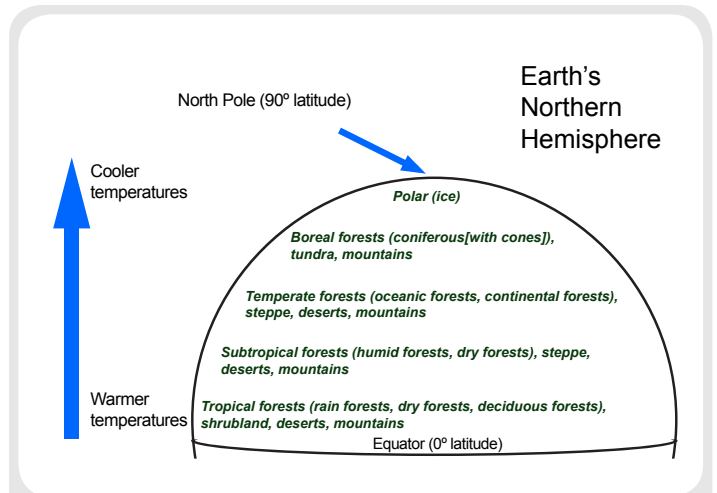 Earth's
Northern
Hemisphere
North Pole (90º latitude)
Cooler
temperatures
Polar (ice)
Boreal forests (coniferous[with cones]),
tundra, mountains
Temperate forests (oceanic forests, continental forests),
steppe, deserts, mountains
Subtropical forests (humid forests, dry forests), steppe,
deserts, mountains
Warmer
temperatures
Tropical forests (rain forests, dry forests, deciduous forests),
shrubland, deserts, mountains
Equator (0º latitude)